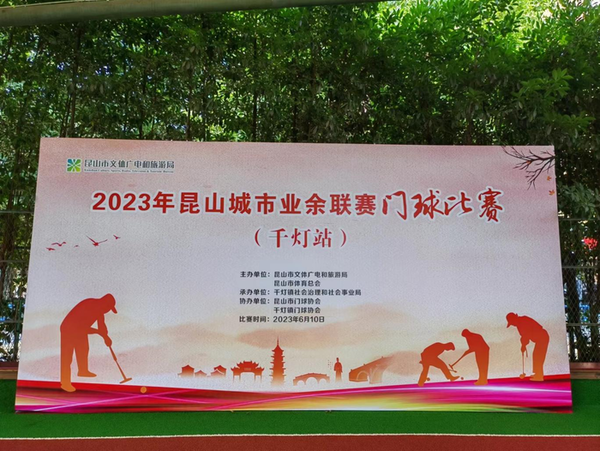 昆山市文体广电和旅游局
2023年昆山城市业余联赛门球比赛
（千灯站）
主办单位：昆山市文体广电和旅游局
昆山市体育总会
承办单位：千灯镇社会治理和社会事业局
协办单位：昆山市门球协会
千灯镇门球协会
比赛时间：2023年6月10日